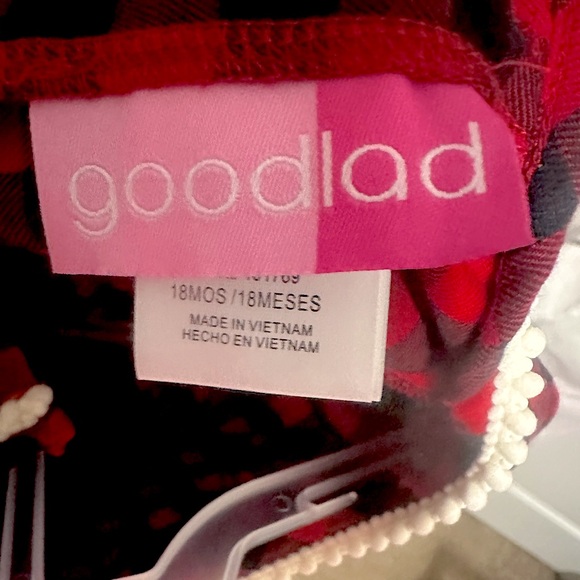 goodlad
18MOS /18MESES
MADE IN VIETNAM
HECHO EN VIETNAM